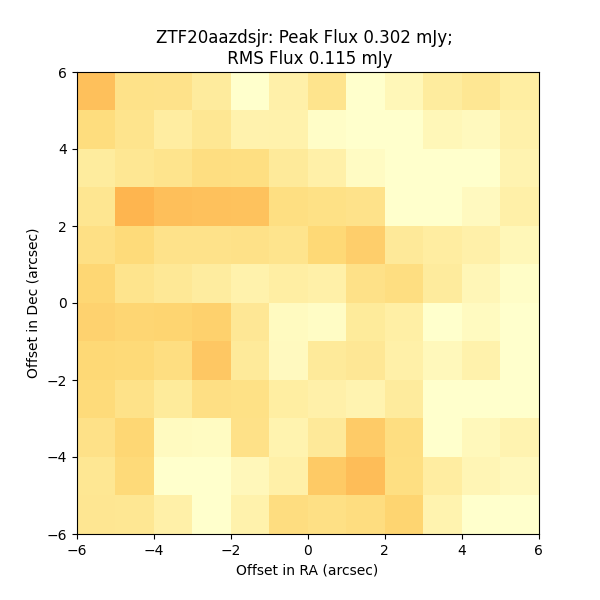 ZTF20aazdsjr: Peak Flux 0.302 mJy;
RMS Flux 0.115 mJy
6
4
2
0
−2
−4
−6
Offset in Dec (arcsec)
−6 −4 −2 0 2 4 6
Offset in RA (arcsec)